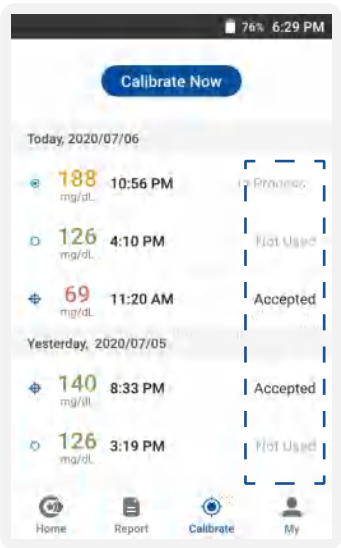 76% 6:29 PM
Calibrate Now
Today, 2020/07/06
188 10:56 PM In Process
mg/dL
126 4:10 PM Not Used
mg/dL
69 11:20 AM Accepted
mg/dL
Yesterday, 2020/07/05
140 8:33 PM Accepted
mg/dL
126 3:19 PM Not Used
mg/dL
Home Report Calibrate My